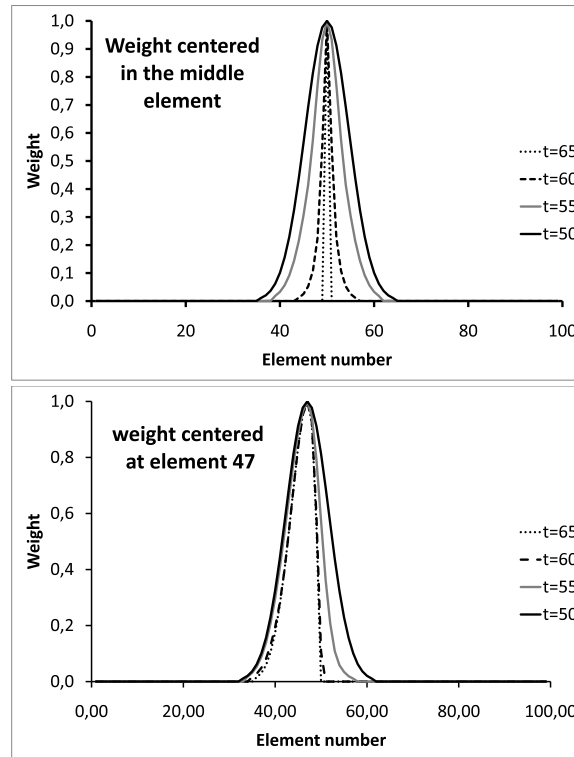 Weight centered
in the middle
element
Weight
1,0
0,9
0,8
0,7
0,6
0,5
0,4
0,3
0,2
0,1
0,0
0 20 40 60 80 100
Element number
t=65
t=60
t=55
t=50
weight centered
at element 47
Weight
1,0
0,8
0,6
0,4
0,2
0,0
0,00 20,00 40,00 60,00 80,00 100,00
Element number
t=65
t=60
t=55
t=50